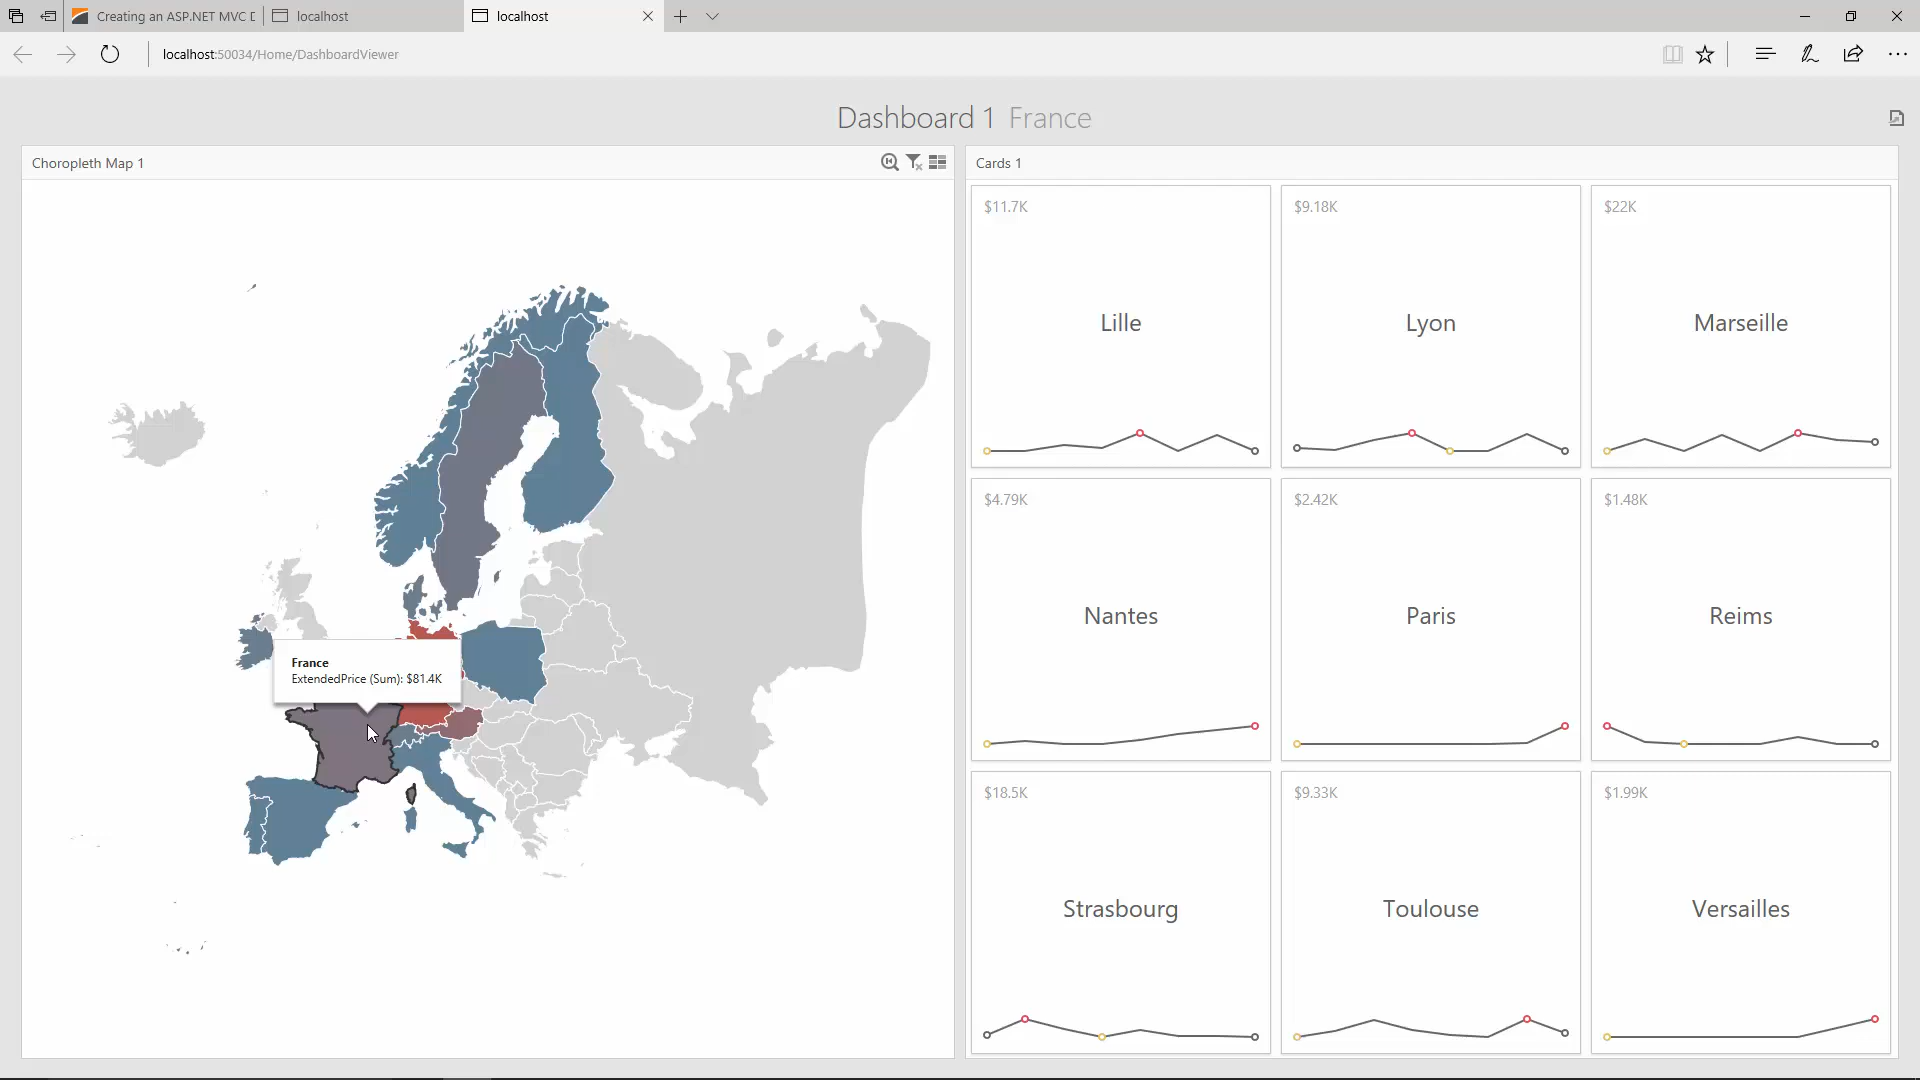 Creating an ASP.NET MVC D
localhost
localhost
localhost:50034/Home/DashboardViewer
Dashboard 1 France
Choropleth Map 1
Cards 1
$11.7K
$9.18K
$22K
Lille
Lyon
Marseille
$4.79K
$2.42K
$1.48K
Nantes
Paris
Reims
France
ExtendedPrice (Sum): $81.4K
$18.5K
$9.33K
$1.99K
Strasbourg
Toulouse
Versailles